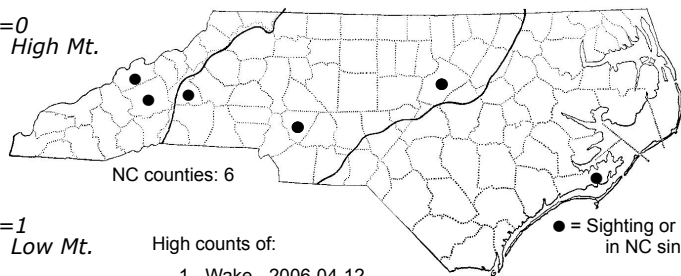 =0
High Mt.
NC counties: 6
=1
Low Mt.
High counts of:
1 - Wake - 2006-04-12
● = Sighting or
in NC sin